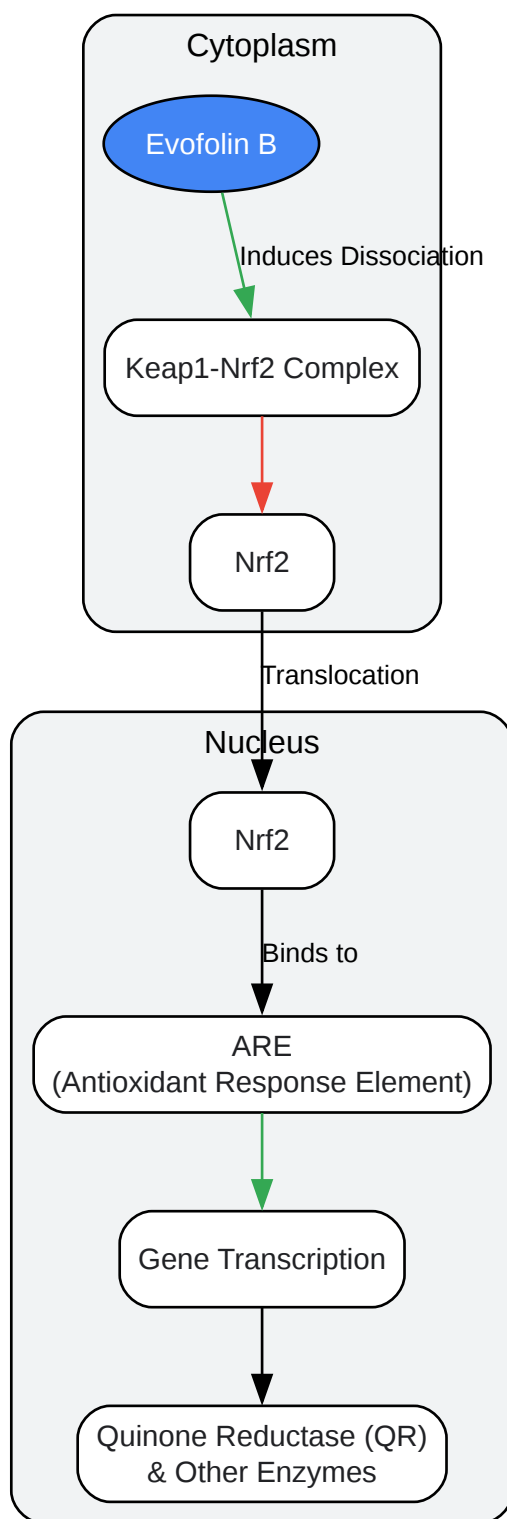 Cytoplasm
Evofolin B
Induces Dissociation
Keap1-Nrf2 Complex
Nrf2
Translocation
Nucleus
Nrf2
Binds to
ARE
(Antioxidant Response Element)
Gene Transcription
Quinone Reductase (QR)
& Other Enzymes